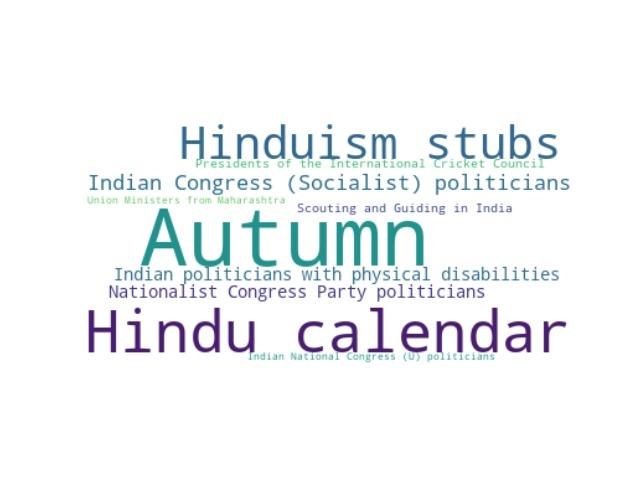 Hinduism stubs
Presidents of the International Cricket Council
Indian Congress (Socialist) politicians
Union Ministers from Maharashtra
Scouting and Guiding in India
Autumn
Indian politicians with physical disabilities
Nationalist Congress Party politicians
Hindu calendar
Indian National Congress (U) politicians